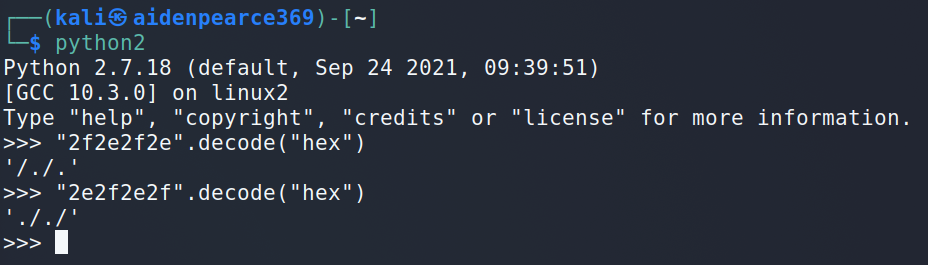 ┌──(kali㉿aidenpearce369)-[~]
└─$ python2
Python 2.7.18 (default, Sep 24 2021, 09:39:51)
[GCC 10.3.0] on linux2
Type "help", "copyright", "credits" or "license" for more information.
>>> "2f2e2f2e".decode("hex")
'/./.'
>>> "2e2f2e2f".decode("hex")
'././'
>>>